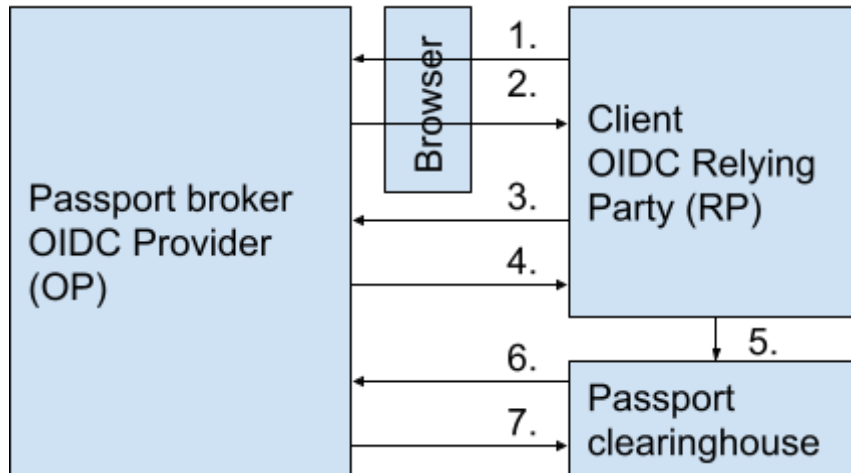 Passport broker
OIDC Provider
(OP)
Browser
1.
2.
3.
4.
Client
OIDC Relying
Party (RP)
5.
6.
7.
Passport
clearinghouse